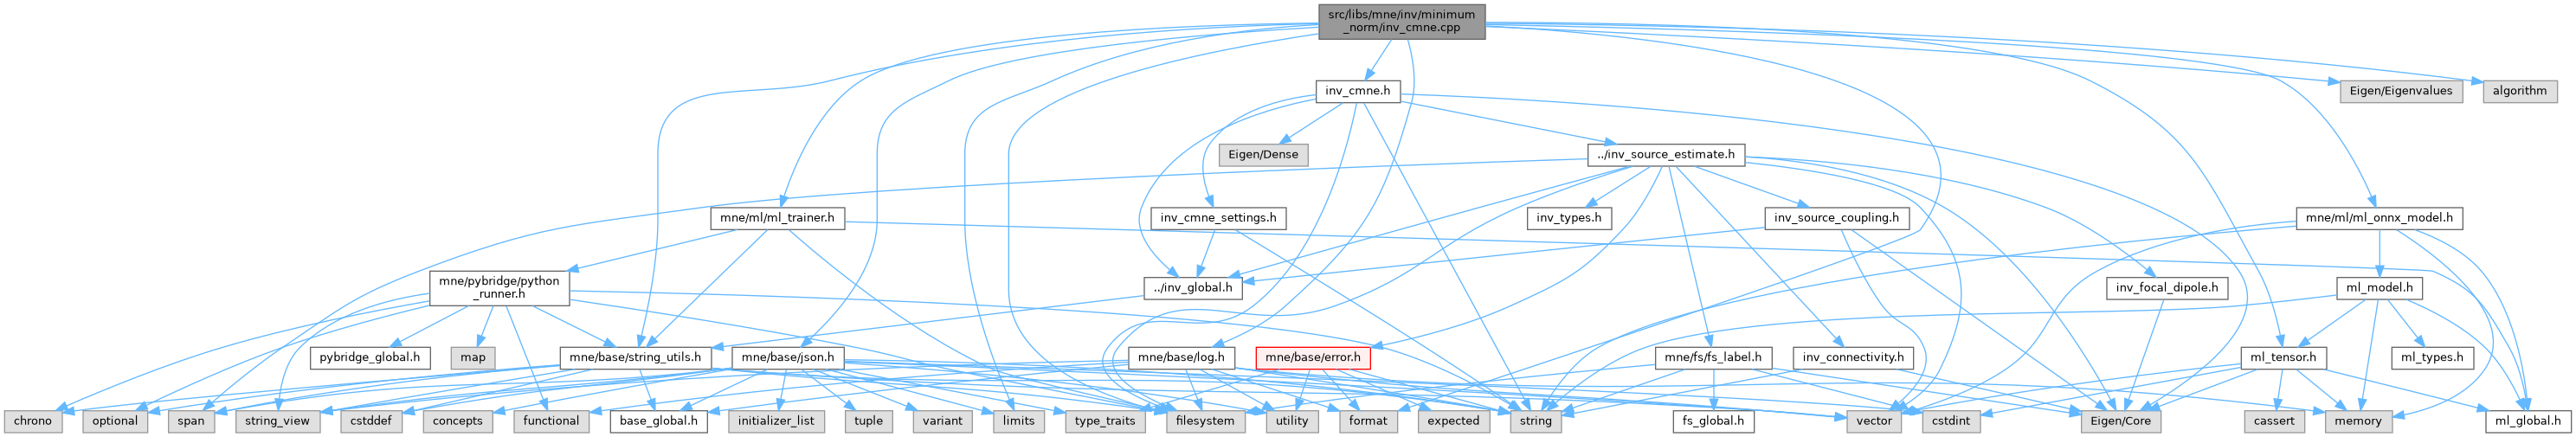 src/libs/mne/inv/minimum
_norm/inv_cmne.cpp
inv_cmne.h
Eigen/Eigenvalues
algorithm
Eigen/Dense
../inv_source_estimate.h
mne/ml/ml_trainer.h
inv_cmne_settings.h
inv_types.h
inv_source_coupling.h
mne/ml/ml_onnx_model.h
mne/pybridge/python
_runner.h
../inv_global.h
inv_focal_dipole.h
ml_model.h
pybridge_global.h
map
mne/base/string_utils.h
mne/base/json.h
mne/base/log.h
mne/base/error.h
mne/fs/fs_label.h
inv_connectivity.h
ml_tensor.h
ml_types.h
chrono
optional
span
string_view
cstddef
concepts
functional
base_global.h
initializer_list
tuple
variant
limits
type_traits
filesystem
utility
format
expected
string
fs_global.h
vector
cstdint
Eigen/Core
cassert
memory
ml_global.h